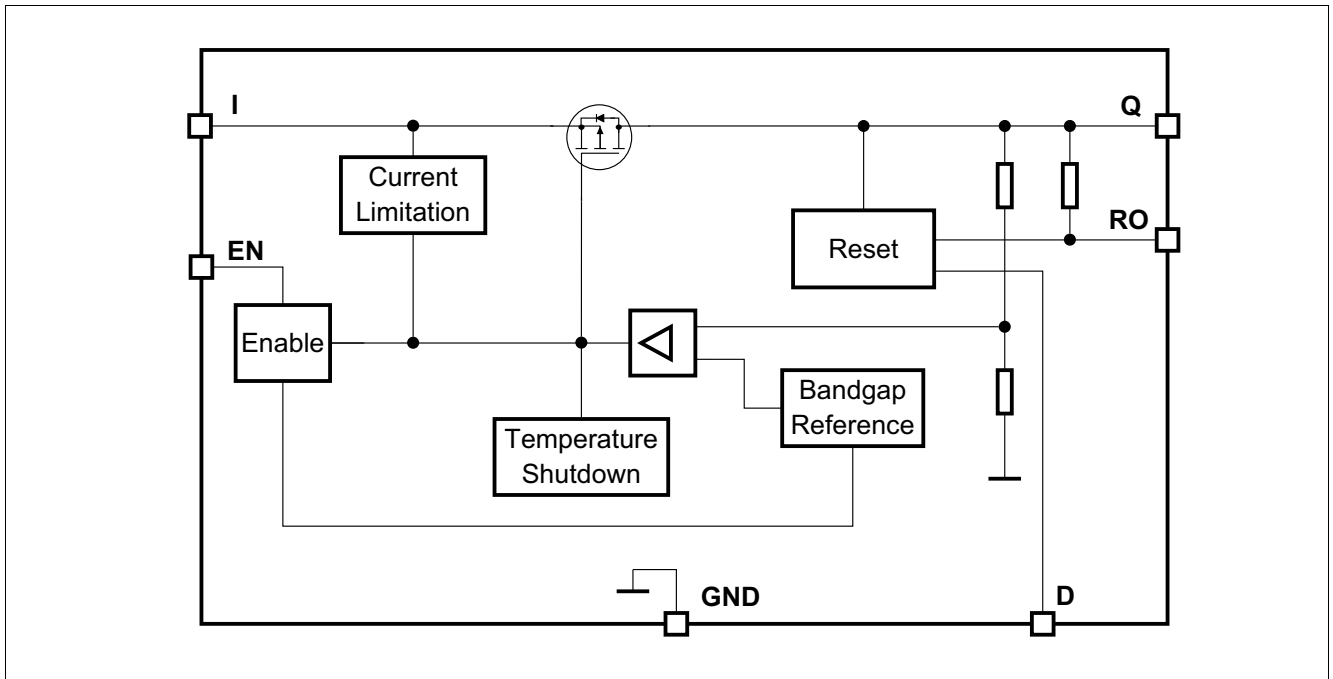 I
Q
Current
Limitation
RO
EN
Reset
Enable
Bandgap
Reference
Temperature
Shutdown
GND
D